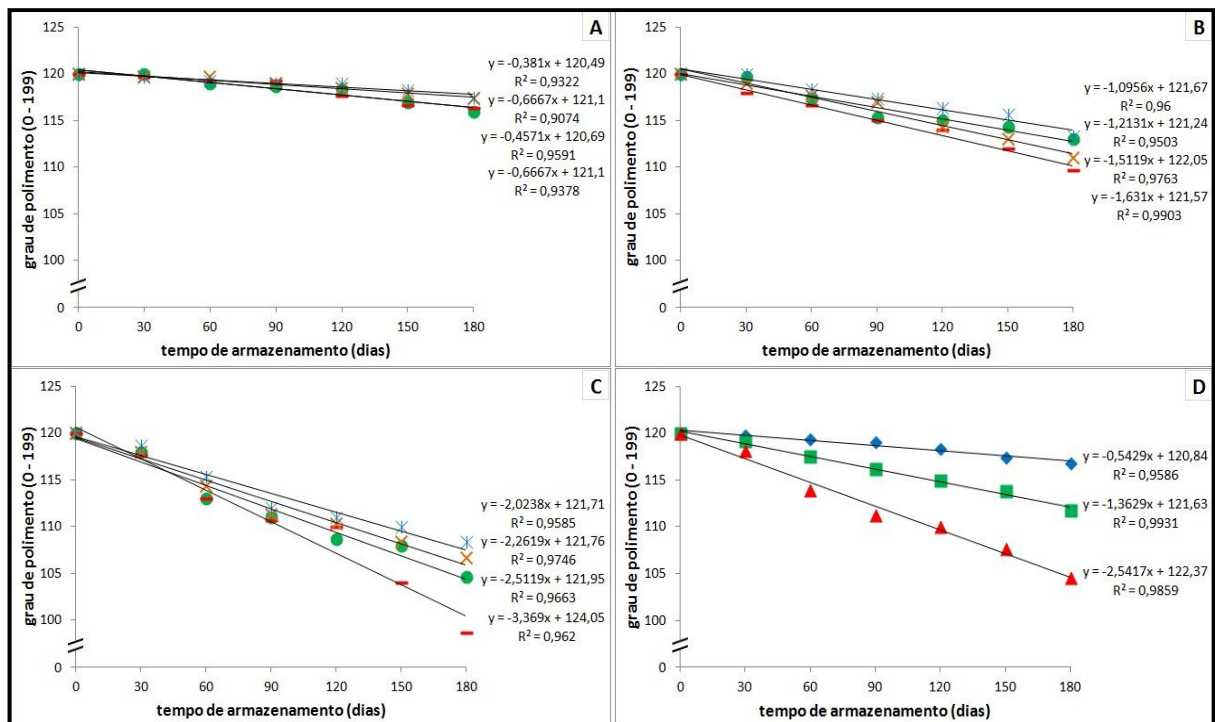 A
125
120
115
110
105
100
0
grau de polimento (0 - 199)
y = -0,381x + 120,49
R² = 0,9322
y = -0,6667x + 121,1
R² = 0,9074
y = -0,4571x + 120,69
R² = 0,9591
y = -0,6667x + 121,1
R² = 0,9378
0 30 60 90 120 150 180
tempo de armazenamento (dias)
B
125
120
115
110
105
100
0
grau de polimento (0 - 199)
y = -1,0956x + 121,67
R² = 0,96
y = -1,2131x + 121,24
R² = 0,9503
y = -1,5119x + 122,05
R² = 0,9763
y = -1,631x + 121,57
R² = 0,9903
0 30 60 90 120 150 180
tempo de armazenamento (dias)
C
125
120
115
110
105
100
0
grau de polimento (0 - 199)
y = -2,0238x + 121,71
R² = 0,9585
y = -2,2619x + 121,76
R² = 0,9746
y = -2,5119x + 121,95
R² = 0,9663
y = -3,369x + 124,05
R² = 0,962
0 30 60 90 120 150 180
tempo de armazenamento (dias)
D
125
120
115
110
105
100
0
grau de polimento (0 - 199)
y = -0,5429x + 120,84
R² = 0,9586
y = -1,3629x + 121,63
R² = 0,9931
y = -2,5417x + 122,37
R² = 0,9859
0 30 60 90 120 150 180
tempo de armazenamento (dias)